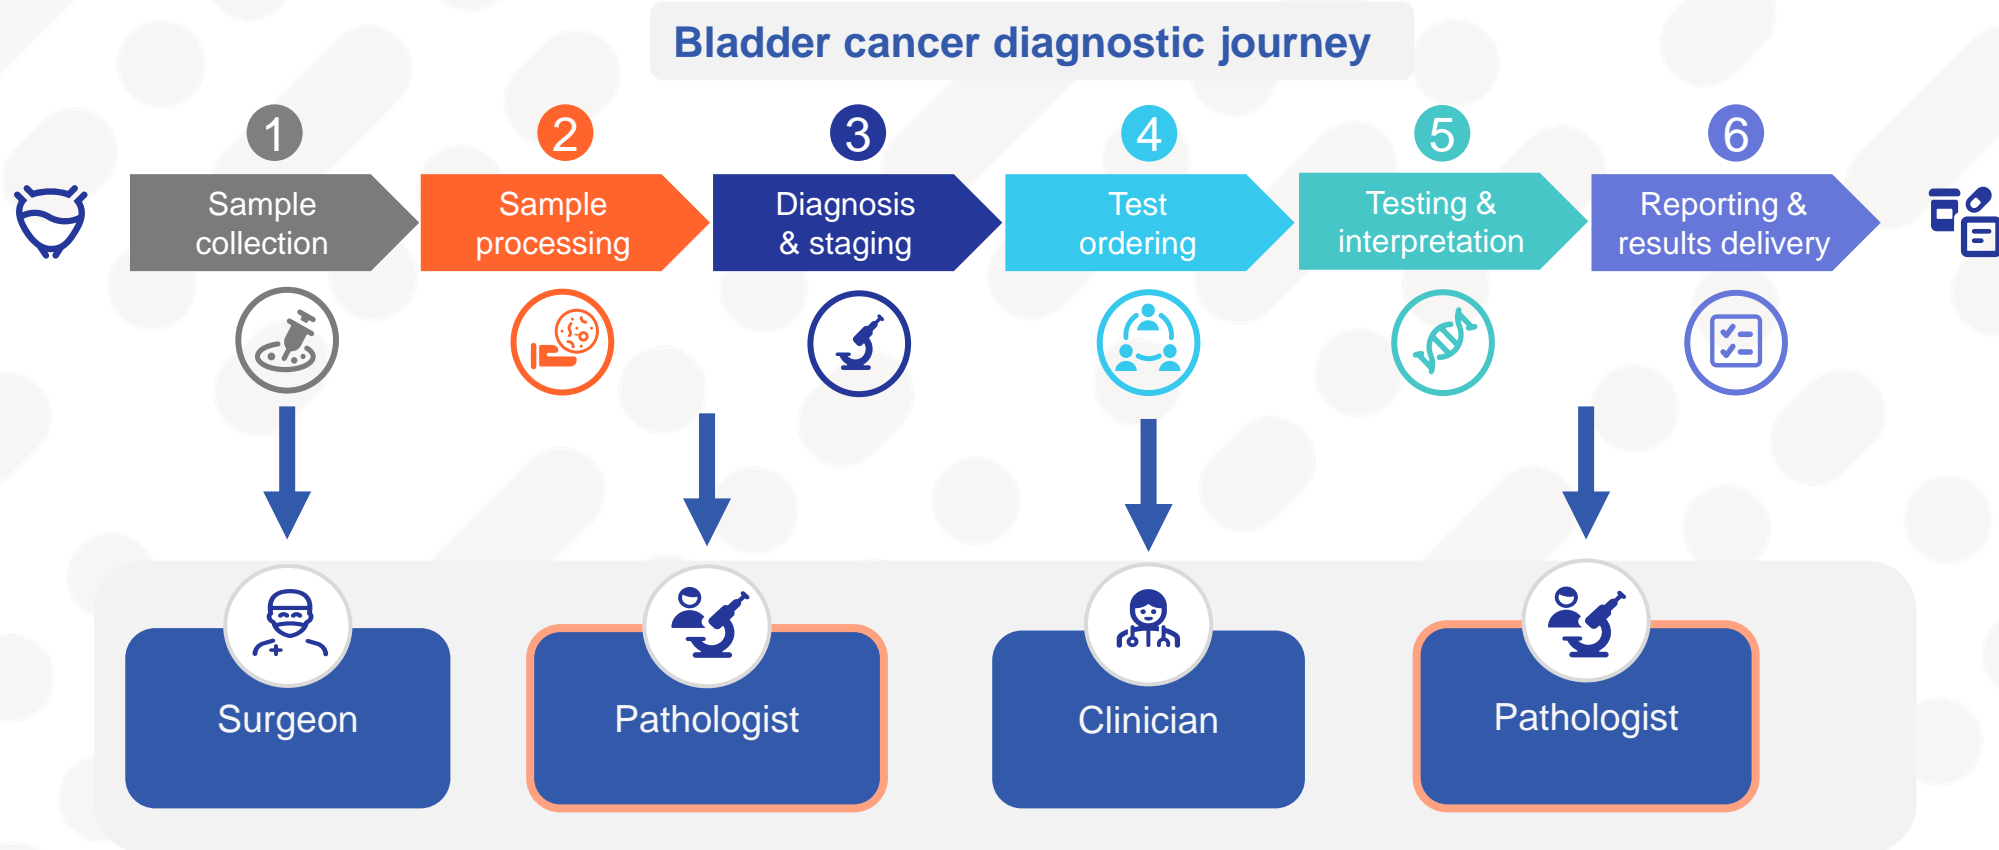 Bladder cancer diagnostic journey
1
2
3
4
5
6
Sample
collection
Sample
processing
Diagnosis
& staging
Test
ordering
Testing &
interpretation
Reporting &
results delivery
Surgeon
Pathologist
Clinician
Pathologist